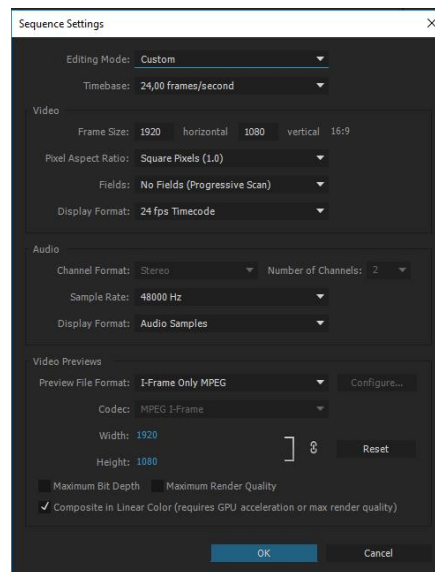 Sequence Settings
Editing Mode: Custom
Timebase: 24,00 frames/second
Video
Frame Size: 1920 horizontal 1080 vertical 16:9
Pixel Aspect Ratio: Square Pixels (1.0)
Fields: No Fields (Progressive Scan)
Display Format: 24 fps Timecode
Audio
Channel Format: Stereo Number of Channels: 2
Sample Rate: 48000 Hz
Display Format: Audio Samples
Video Previews
Preview File Format: I-Frame Only MPEG Configure...
Codec: MPEG I-Frame
Width: 1920
Reset
Height: 1080
Maximum Bit Depth Maximum Render Quality
Composite in Linear Color (requires GPU acceleration or max render quality)
OK Cancel